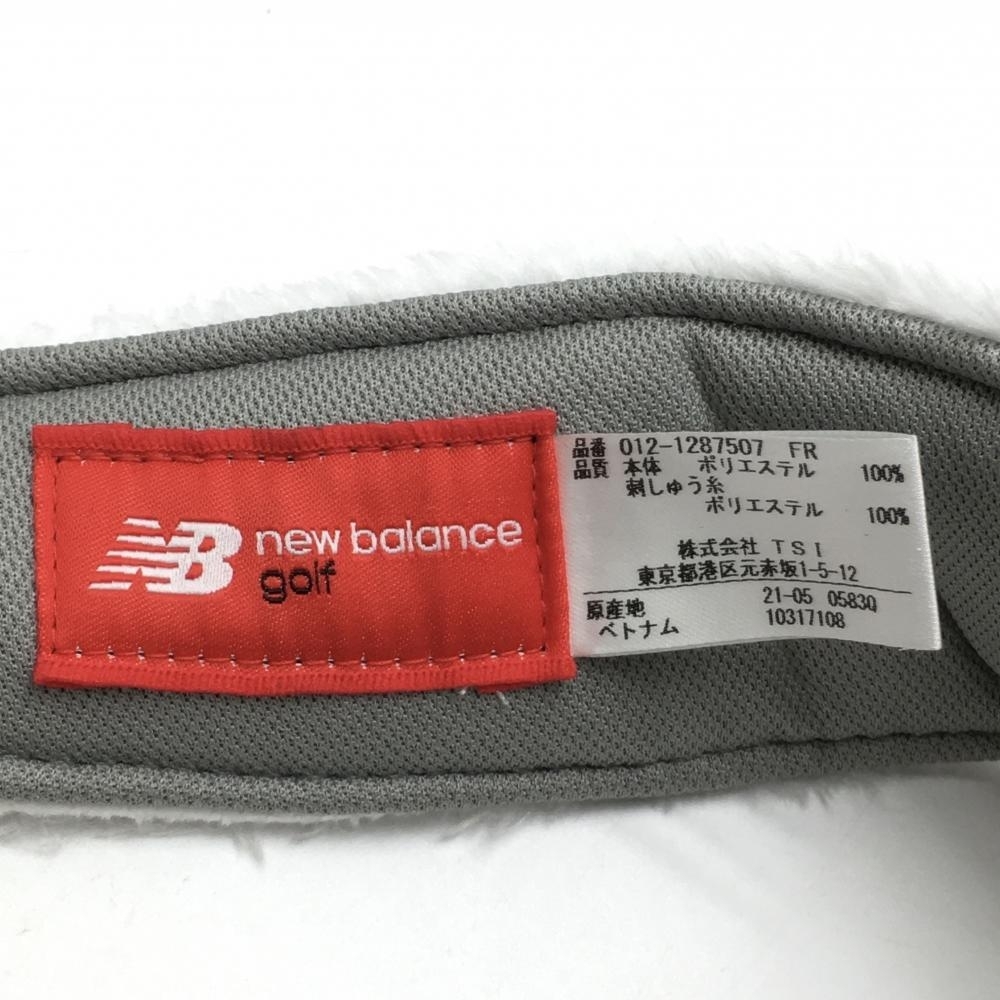 NB new balance
golf
品番 012-1287507 FR
品質 本体 ポリエステル 100%
刺しゅう糸
ポリエステル 100%
株式会社 TSI
東京都港区元赤坂1-5-12
原産地 21-05 0583Q
ベトナム 10317108